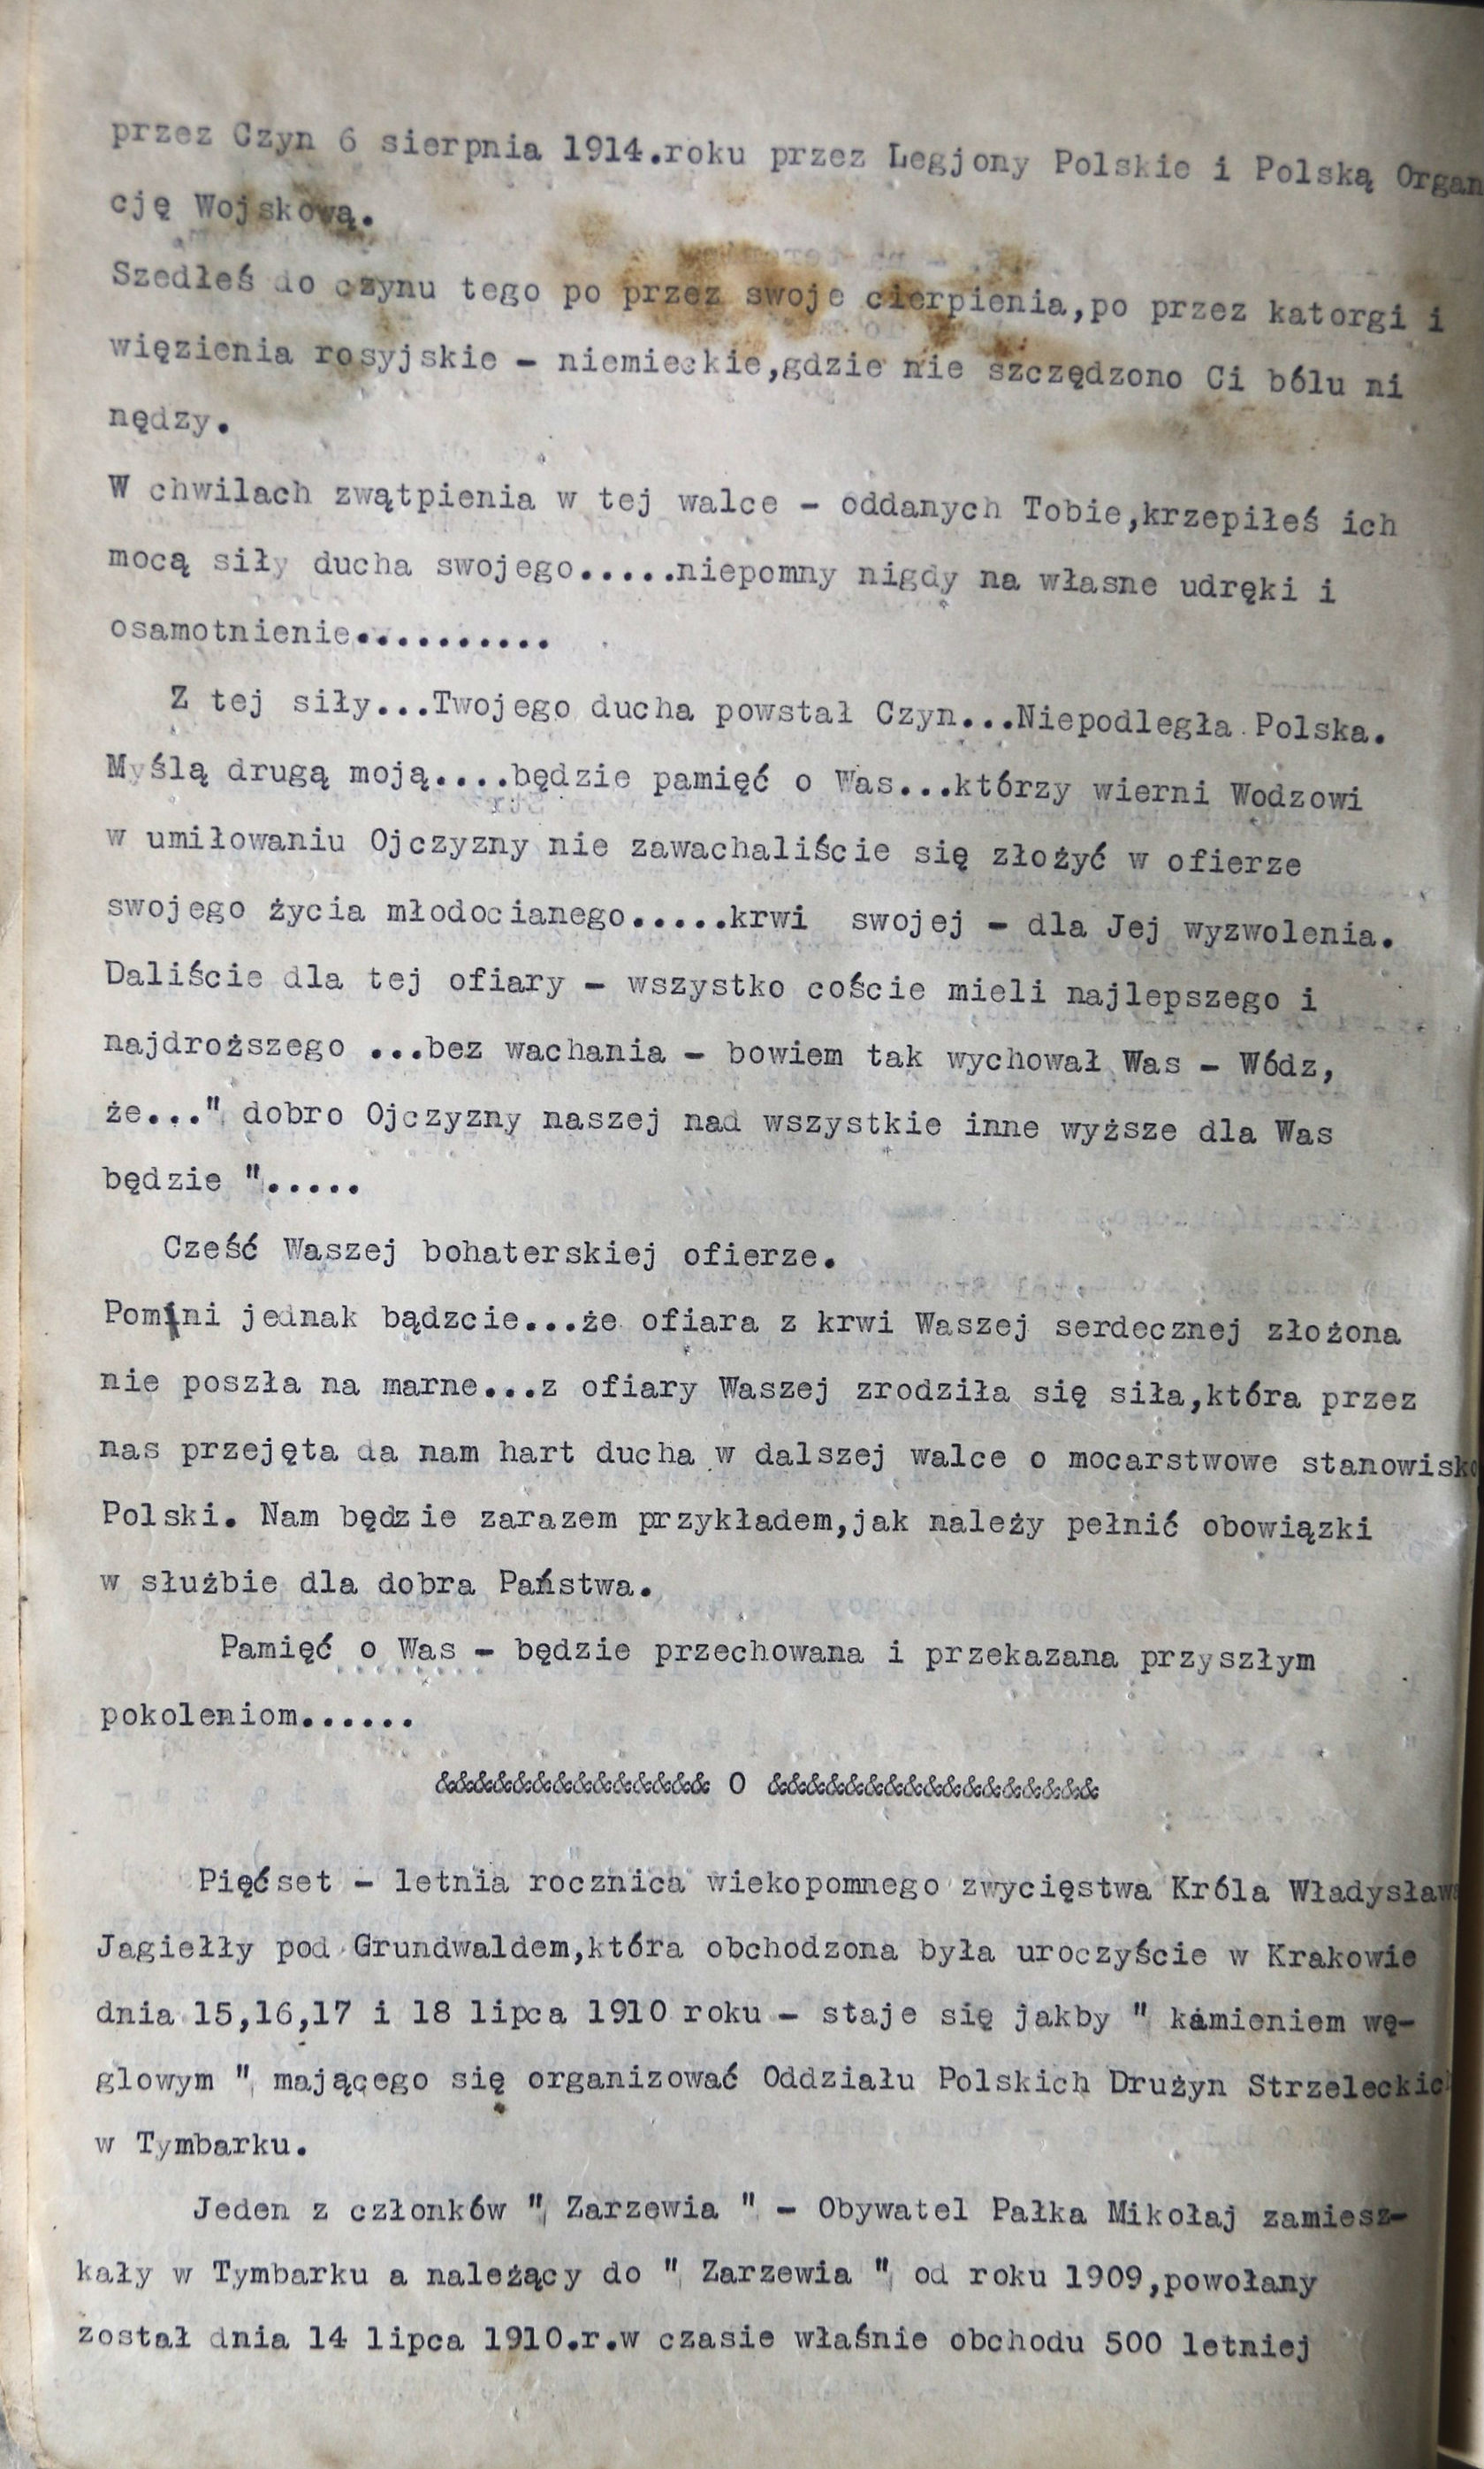 przez Czyn 6 sierpnia 1914.roku przez Legjony Polskie i Polską Organ
cję Wojskową.
Szedłeś do czynu tego po przez swoje cierpienia,po przez katorgi i
więzienia rosyjskie - niemieckie,gdzie nie szczędzono Ci bólu ni
nędzy.
W chwilach zwątpienia w tej walce - oddanych Tobie,krzepiłeś ich
mocą siły ducha swojego.....niepomny nigdy na własne udręki i
osamotnienie..........
Z tej siły...Twojego ducha powstał Czyn...Niepodległa Polska.
Myślą drugą moją....będzie pamięć o Was...którzy wierni Wodzowi
w umiłowaniu Ojczyzny nie zawachaliście się złożyć w ofierze
swojego życia młodocianego.....krwi swojej - dla Jej wyzwolenia.
Daliście dla tej ofiary - wszystko coście mieli najlepszego i
najdroższego ...bez wachania - bowiem tak wychował Was - Wódz,
że..." dobro Ojczyzny naszej nad wszystkie inne wyższe dla Was
będzie ".....
Cześć Waszej bohaterskiej ofierze.
Pomini jednak bądzcie...że ofiara z krwi Waszej serdecznej złożona
nie poszła na marne...z ofiary Waszej zrodziła się siła,która przez
nas przejęta da nam hart ducha w dalszej walce o mocarstwowe stanowisko
Polski. Nam będzie zarazem przykładem,jak należy pełnić obowiązki
w służbie dla dobra Państwa.
Pamięć o Was - będzie przechowana i przekazana przyszłym
pokoleniom......
&&&&&&&&&&&&&& O &&&&&&&&&&&&&&&&&
Pięćset - letnia rocznica wiekopomnego zwycięstwa Króla Władysława
Jagiełły pod Grundwaldem,która obchodzona była uroczyście w Krakowie
dnia 15,16,17 i 18 lipca 1910 roku - staje się jakby " kamieniem wę-
glowym " mającego się organizować Oddziału Polskich Drużyn Strzeleckich
w Tymbarku.
Jeden z członków " Zarzewia " - Obywatel Pałka Mikołaj zamiesz-
kały w Tymbarku a należący do " Zarzewia " od roku 1909,powołany
został dnia 14 lipca 1910.r.w czasie właśnie obchodu 500 letniej